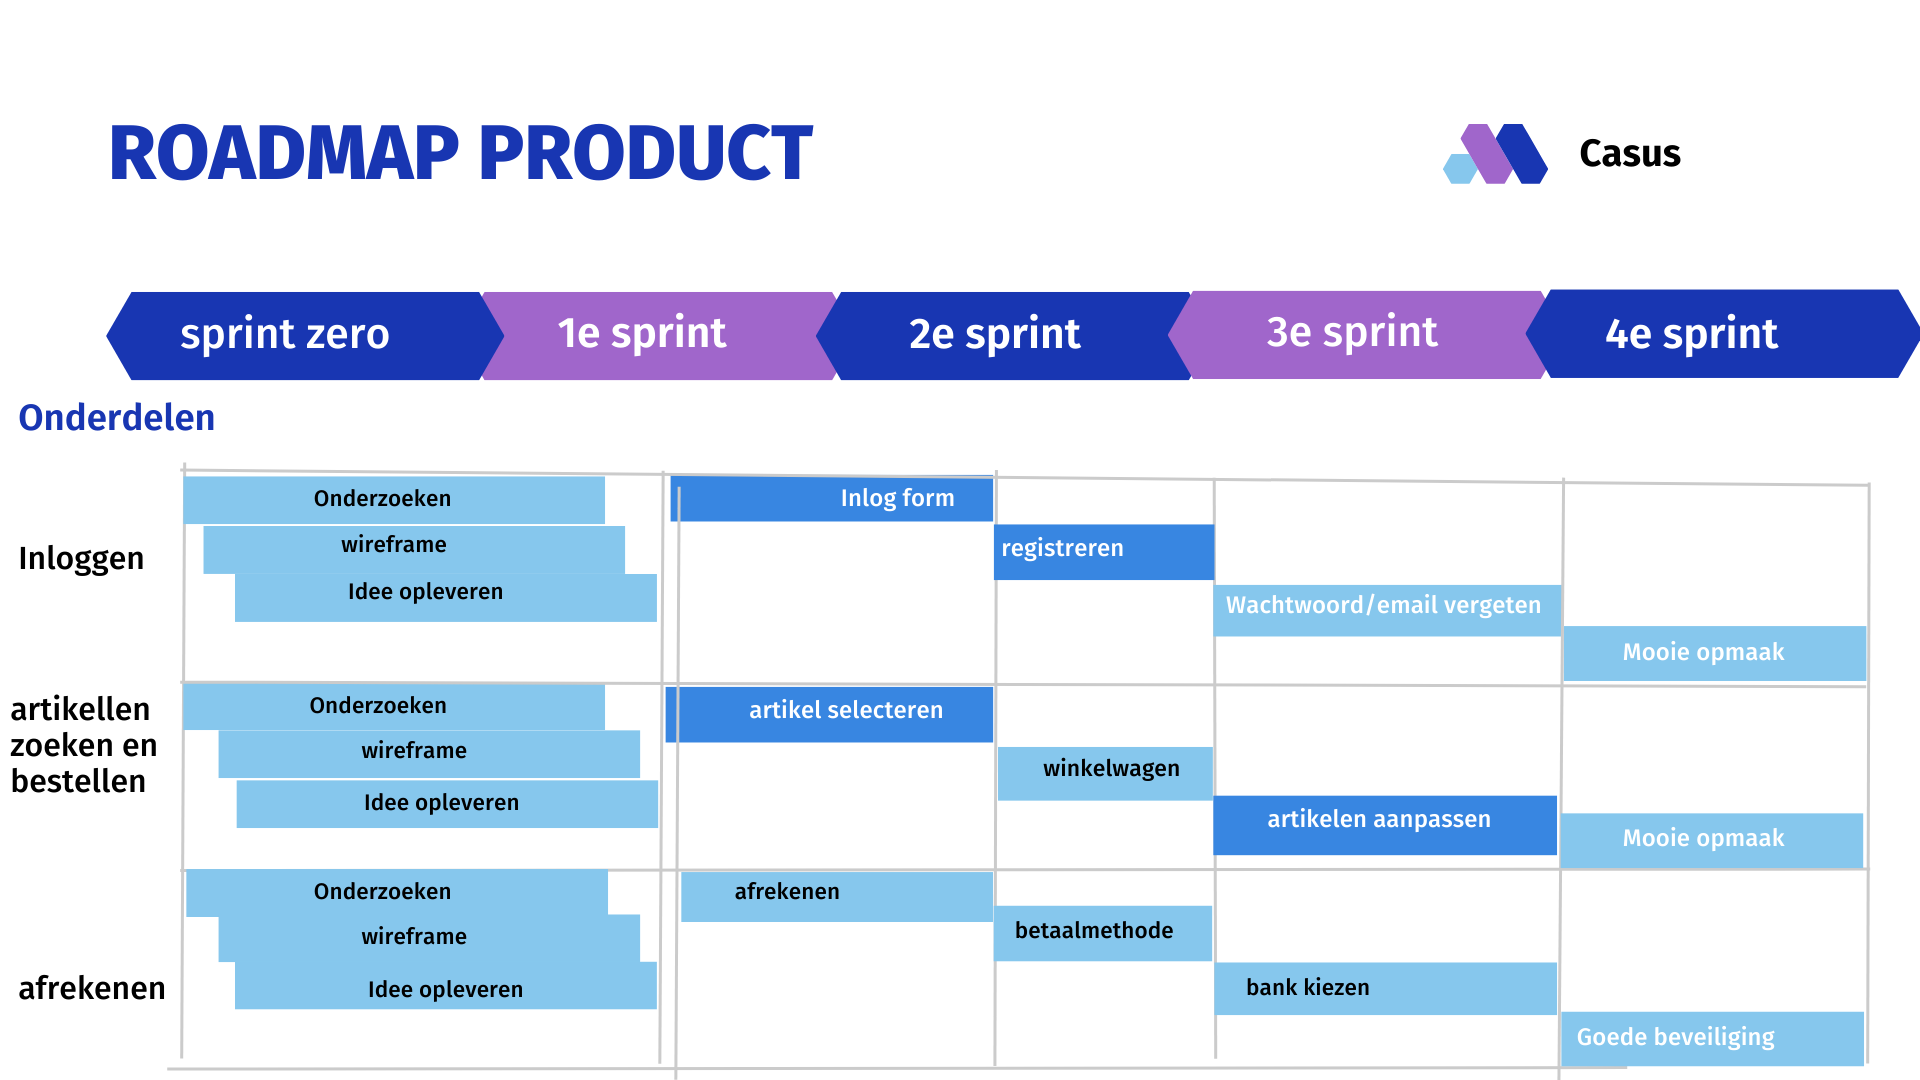 ROADMAP PRODUCT
Casus
sprint zero
1e sprint
2e sprint
3e sprint
4e sprint
Onderdelen
Inloggen
Onderzoeken
wireframe
Idee opleveren
Inlog form
registreren
Wachtwoord/email vergeten
Mooie opmaak
artikellen
zoeken en
bestellen
Onderzoeken
wireframe
Idee opleveren
artikel selecteren
winkelwagen
artikelen aanpassen
Mooie opmaak
afrekenen
Onderzoeken
wireframe
Idee opleveren
afrekenen
betaalmethode
bank kiezen
Goede beveiliging